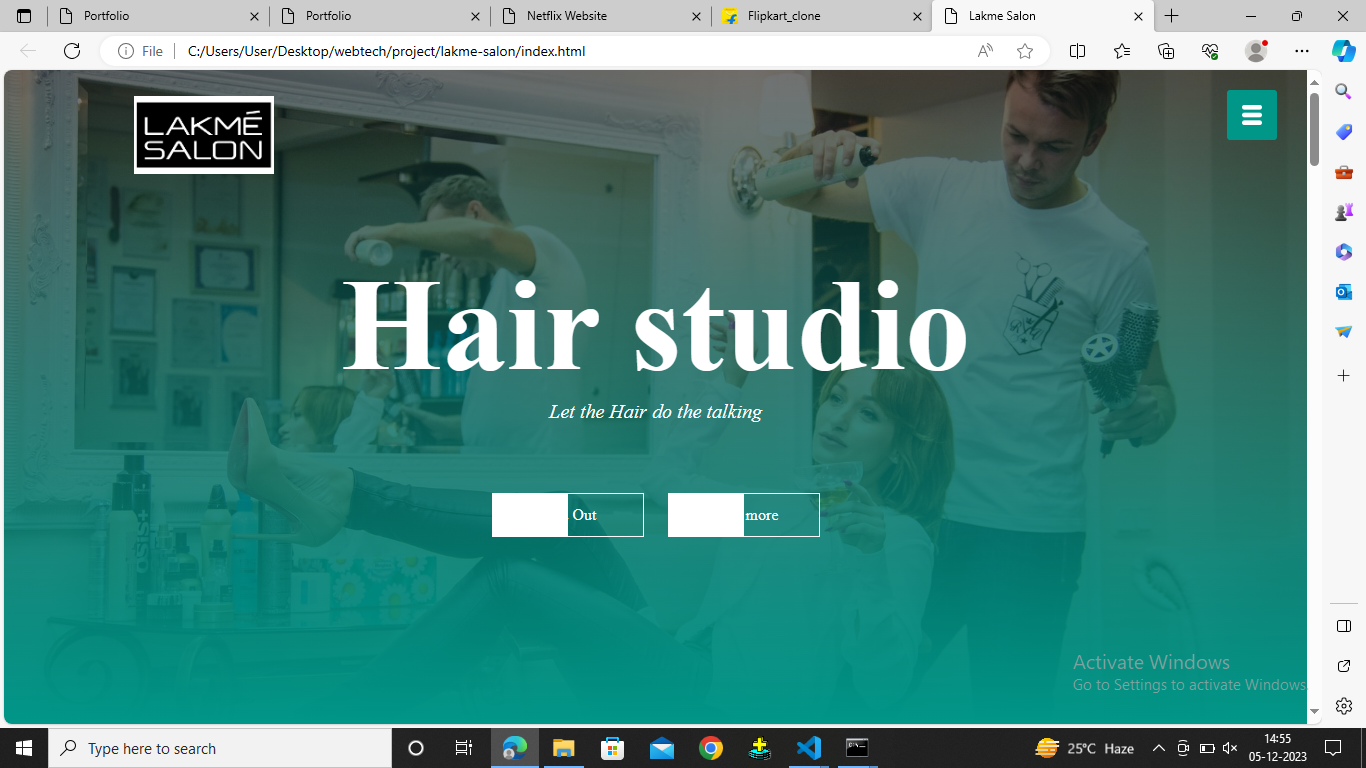 Portfolio
Portfolio
Netflix Website
Flipkart_clone
Lakme Salon
File
C:/Users/User/Desktop/webtech/project/lakme-salon/index.html
LAKMÉ
SALON
Hair studio
Let the Hair do the talking
Out
more
Activate Windows
Go to Settings to activate Windows.
Type here to search
25°C Haze
14:55
05-12-2023